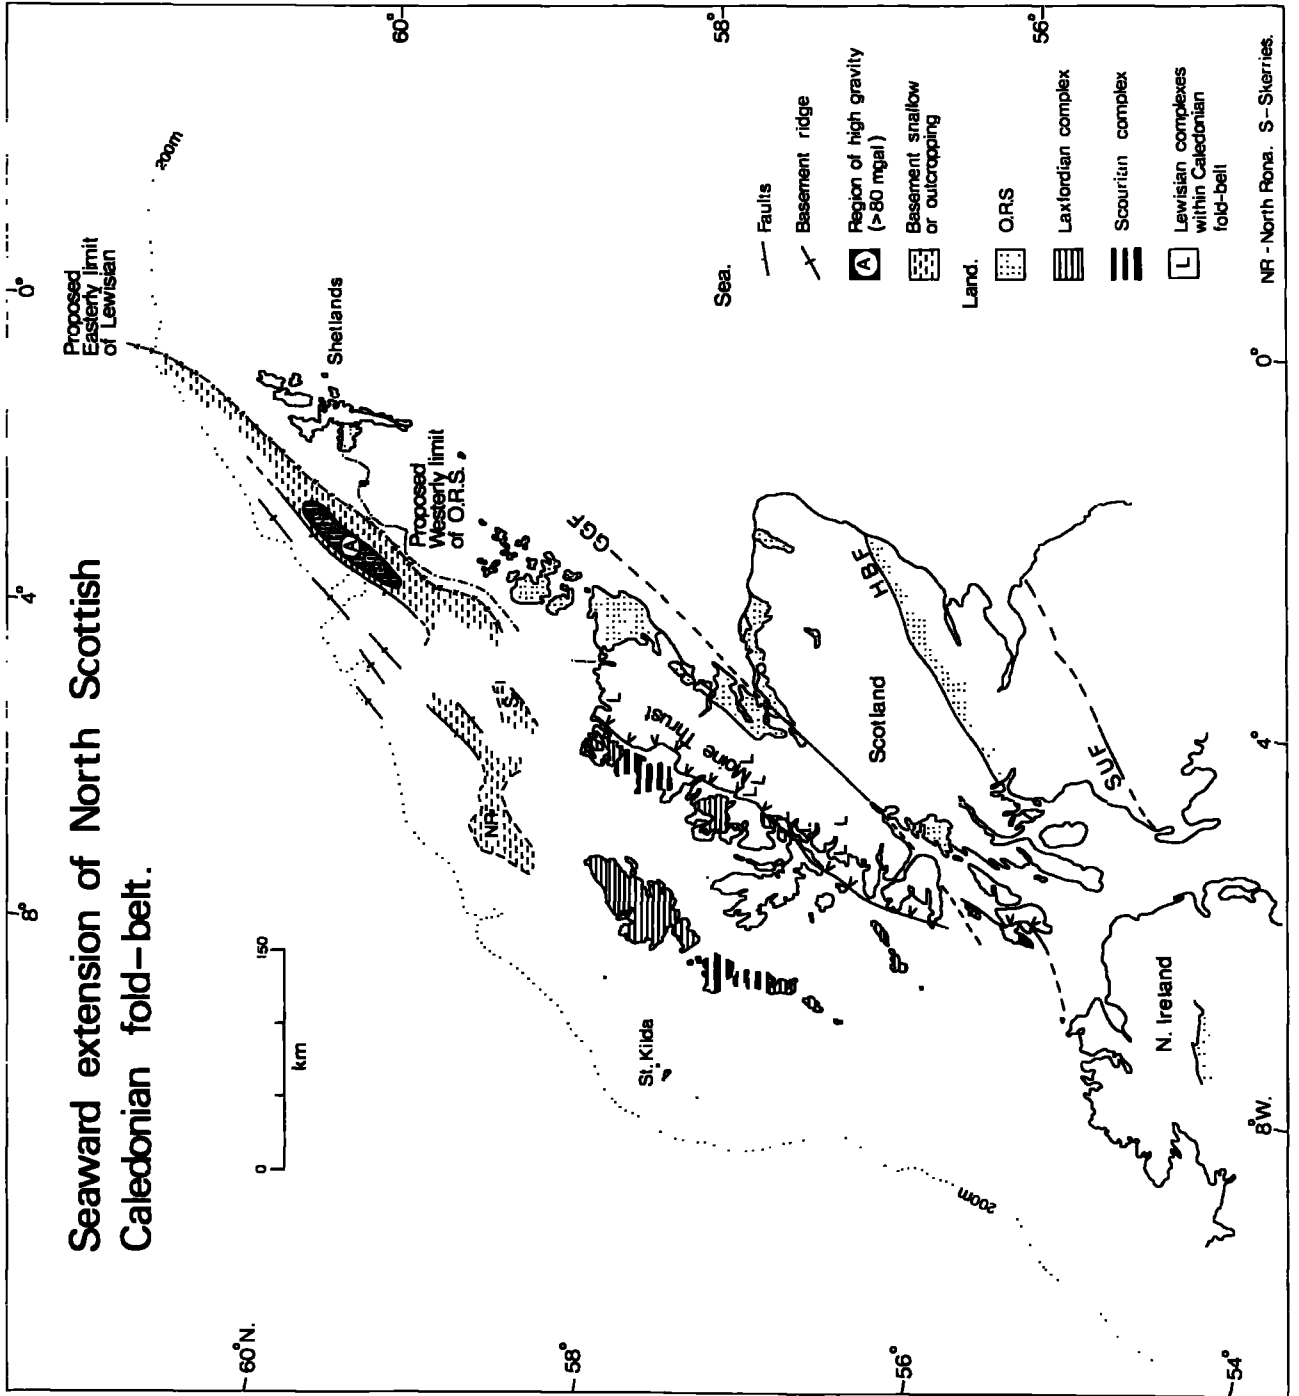 Seaward extension of North Scottish
Caledonian fold-belt.
0
150
km
0°
4°
8°
60°N.
58°
56°
54°
60°
58°
56°
0°
4°
8°W.
200m
Proposed
Easterly limit
of Lewisian
Shetlands
A
Proposed
Westerly limit
of O.R.S.
GGF
HBF
SUF
NR
S
L
Moine Thrust
L
L
L
L
L
Scotland
St. Kilda
200m
N. Ireland
Sea.
Faults
Basement ridge
A
Region of high gravity
(>80 mgal)
Basement snallow
or outcropping
Land.
O.R.S
Laxfordian complex
Scourian complex
L
Lewisian complexes
within Caledonian
fold-belt
NR - North Rona. S - Skerries.